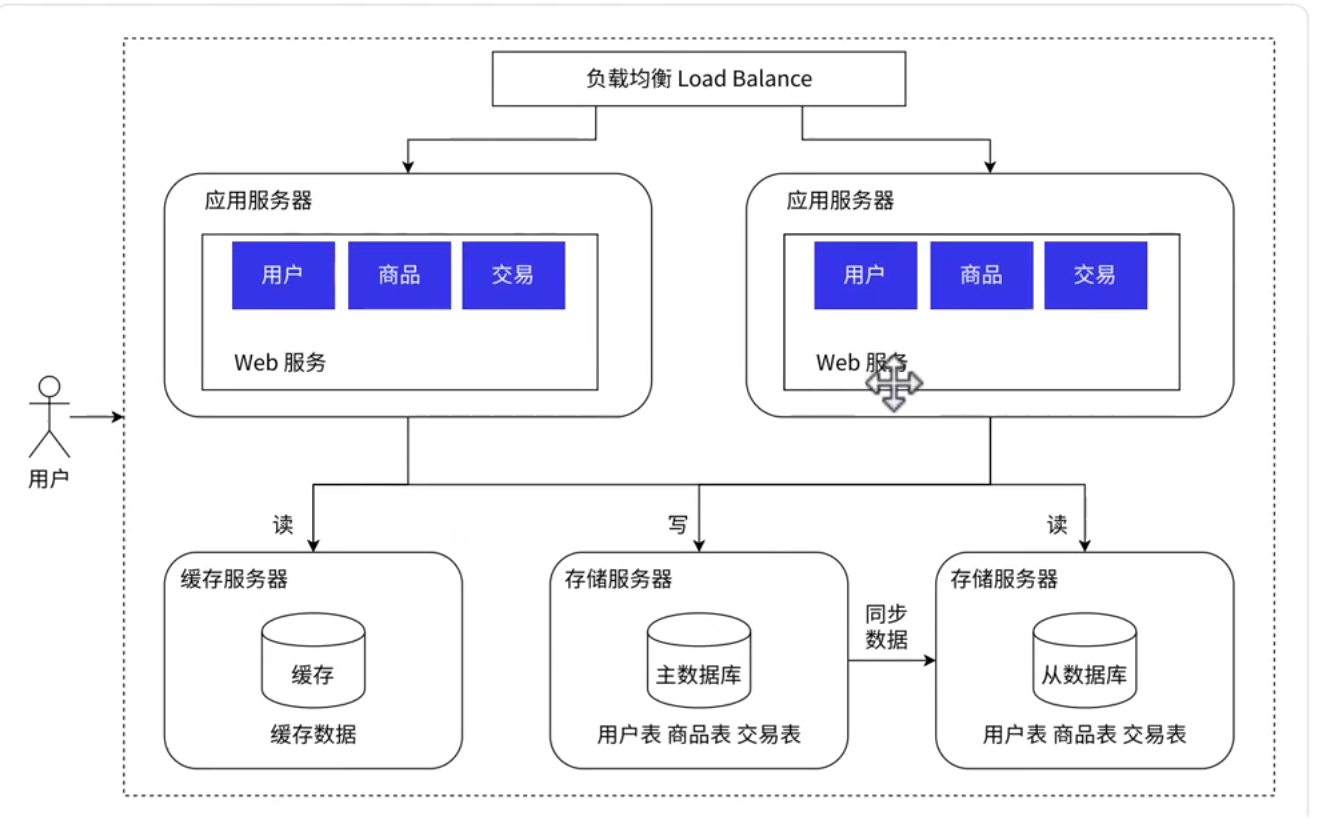 负载均衡 Load Balance
应用服务器
应用服务器
用户 商品 交易
用户 商品 交易
Web 服务
Web 服务
用户
读
写
读
缓存服务器
存储服务器
存储服务器
同步
数据
缓存
主数据库
从数据库
缓存数据
用户表 商品表 交易表
用户表 商品表 交易表